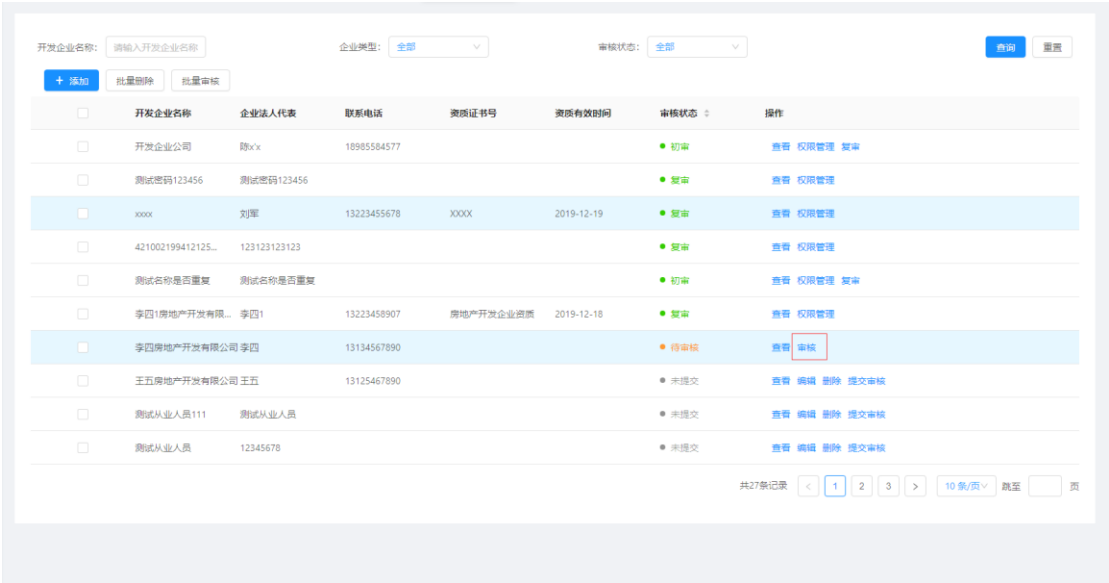 开发企业名称: 请输入开发企业名称 企业类型: 全部 审核状态: 全部 查询 重置
+ 添加 批量删除 批量审核
开发企业名称 企业法人代表 联系电话 资质证书号 资质有效时间 审核状态 操作
开发企业公司 陈x'x 18985584577 初审 查看 权限管理 复审
测试密码123456 测试密码123456 复审 查看 权限管理
xxxx 刘军 13223455678 XXXX 2019-12-19 复审 查看 权限管理
421002199412125... 123123123123 复审 查看 权限管理
测试名称是否重复 测试名称是否重复 初审 查看 权限管理 复审
李四1房地产开发有限... 李四1 13223458907 房地产开发企业资质 2019-12-18 复审 查看 权限管理
李四房地产开发有限公司 李四 13134567890 待审核 查看 审核
王五房地产开发有限公司 王五 13125467890 未提交 查看 编辑 删除 提交审核
测试从业人员111 测试从业人员 未提交 查看 编辑 删除 提交审核
测试从业人员 12345678 未提交 查看 编辑 删除 提交审核
共27条记录 < 1 2 3 > 10 条/页 跳至 页